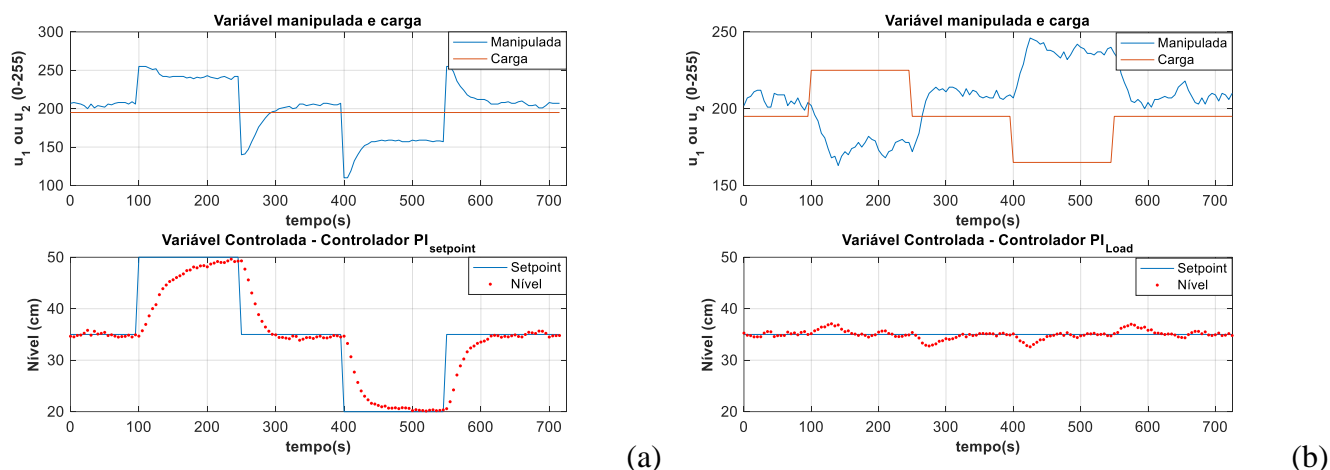 Variável manipulada e carga
300
250
200
150
100
u1 ou u2 (0-255)
Manipulada
Carga
0 100 200 300 400 500 600 700
tempo(s)
Variável Controlada - Controlador PIsetpoint
50
40
30
20
Nível (cm)
Setpoint
Nível
0 100 200 300 400 500 600 700
tempo(s)
(a)
Variável manipulada e carga
250
200
150
u1 ou u2 (0-255)
Manipulada
Carga
0 100 200 300 400 500 600 700
tempo(s)
Variável Controlada - Controlador PILoad
50
40
30
20
Nível (cm)
Setpoint
Nível
0 100 200 300 400 500 600 700
tempo(s)
(b)